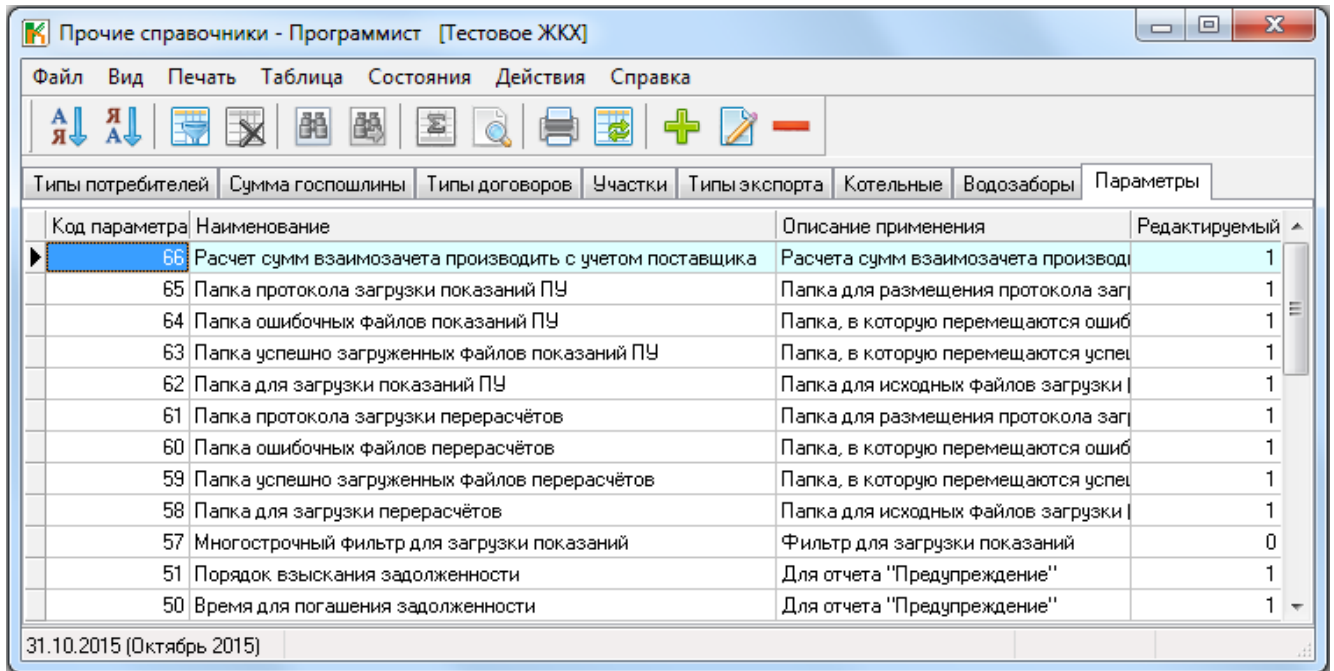 Прочие справочники - Программист [Тестовое ЖКХ]
Файл Вид Печать Таблица Состояния Действия Справка
Типы потребителей Сумма госпошлины Типы договоров Участки Типы экспорта Котельные Водозаборы Параметры
Код параметра Наименование Описание применения Редактируемый
66 Расчет сумм взаимозачета производить с учетом поставщика Расчета сумм взаимозачета производи 1
65 Папка протокола загрузки показаний ПУ Папка для размещения протокола заг 1
64 Папка ошибочных файлов показаний ПУ Папка, в которую перемещаются ошиб 1
63 Папка успешно загруженных файлов показаний ПУ Папка, в которую перемещаются успе 1
62 Папка для загрузки показаний ПУ Папка для исходных файлов загрузки 1
61 Папка протокола загрузки перерасчётов Папка для размещения протокола заг 1
60 Папка ошибочных файлов перерасчётов Папка, в которую перемещаются ошиб 1
59 Папка успешно загруженных файлов перерасчётов Папка, в которую перемещаются успе 1
58 Папка для загрузки перерасчётов Папка для исходных файлов загрузки 1
57 Многострочный фильтр для загрузки показаний Фильтр для загрузки показаний 0
51 Порядок взыскания задолженности Для отчета "Предупреждение" 1
50 Время для погашения задолженности Для отчета "Предупреждение" 1
31.10.2015 (Октябрь 2015)